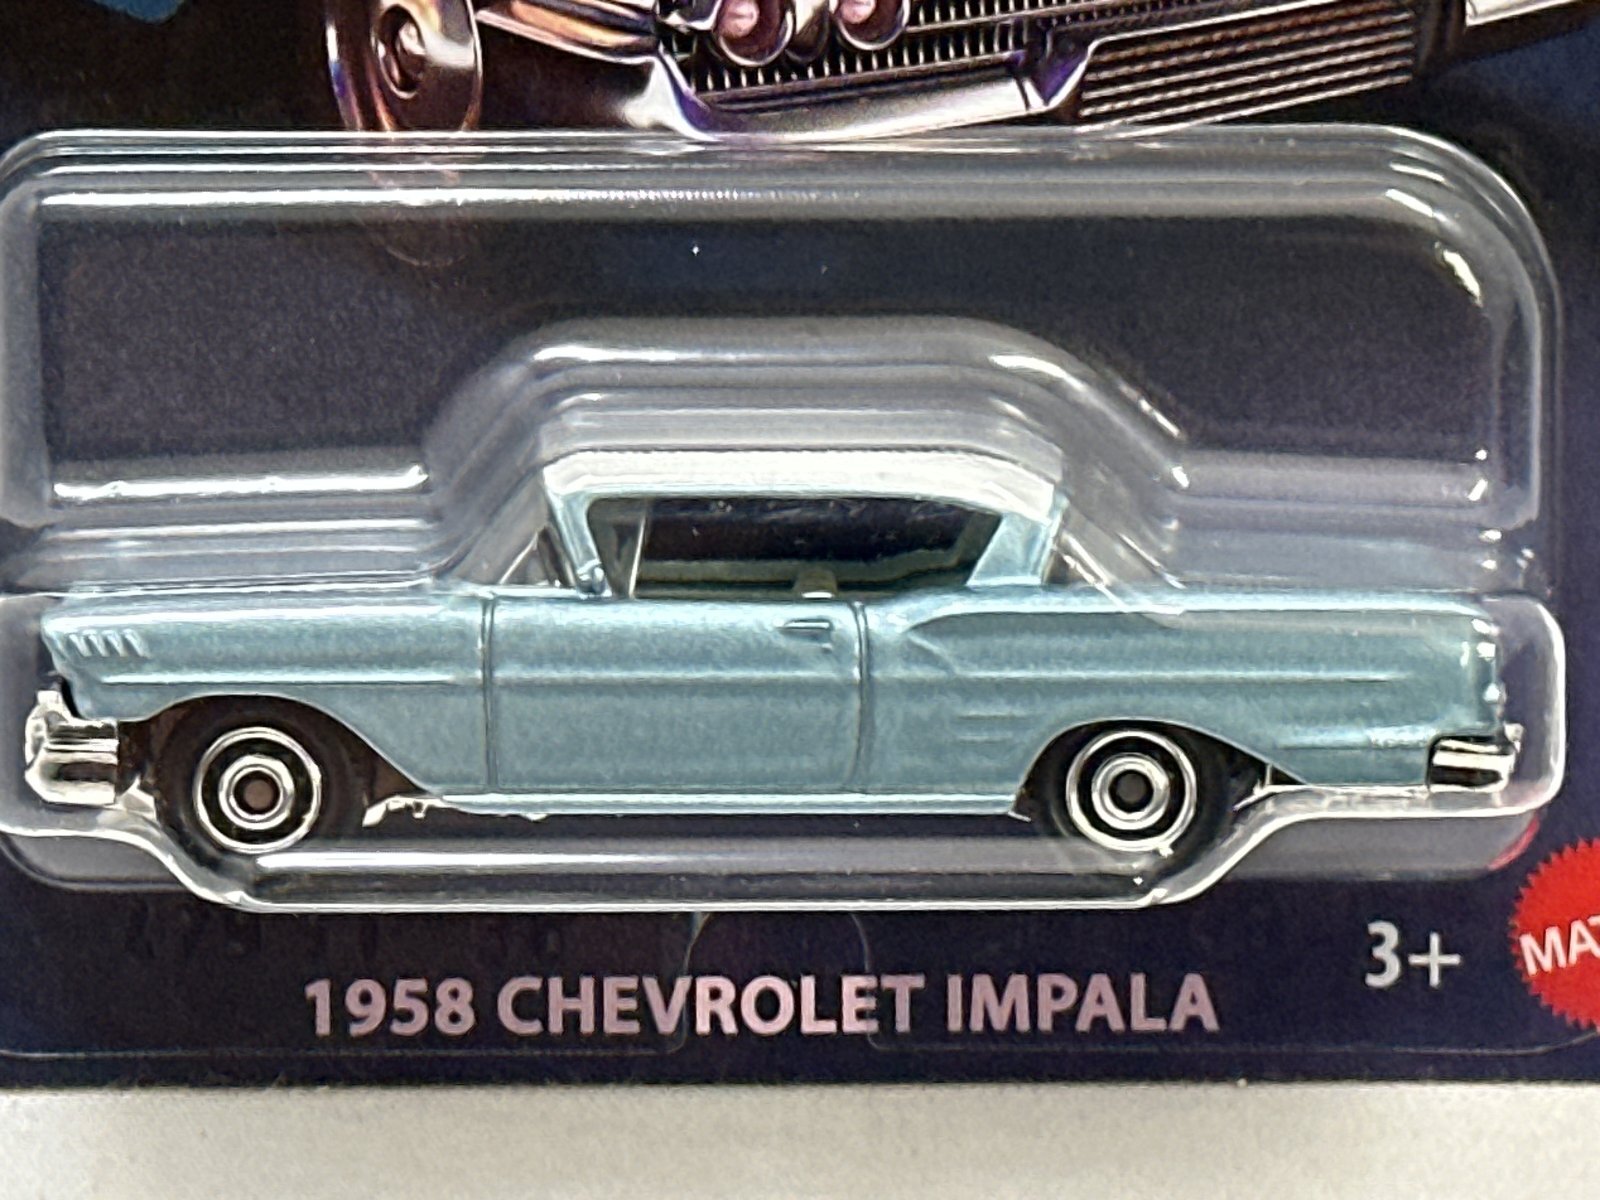 3+
MAT
1958 CHEVROLET IMPALA